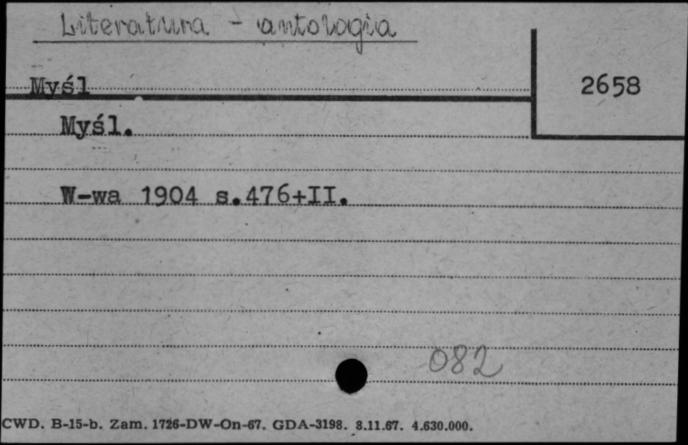 Literatura - antologia
Myśl
2658
Myśl.
W-wa 1904 s.476+II.
082
CWD. B-15-b. Zam. 1726-DW-On-67. GDA-3198. 8.11.67. 4.630.000.